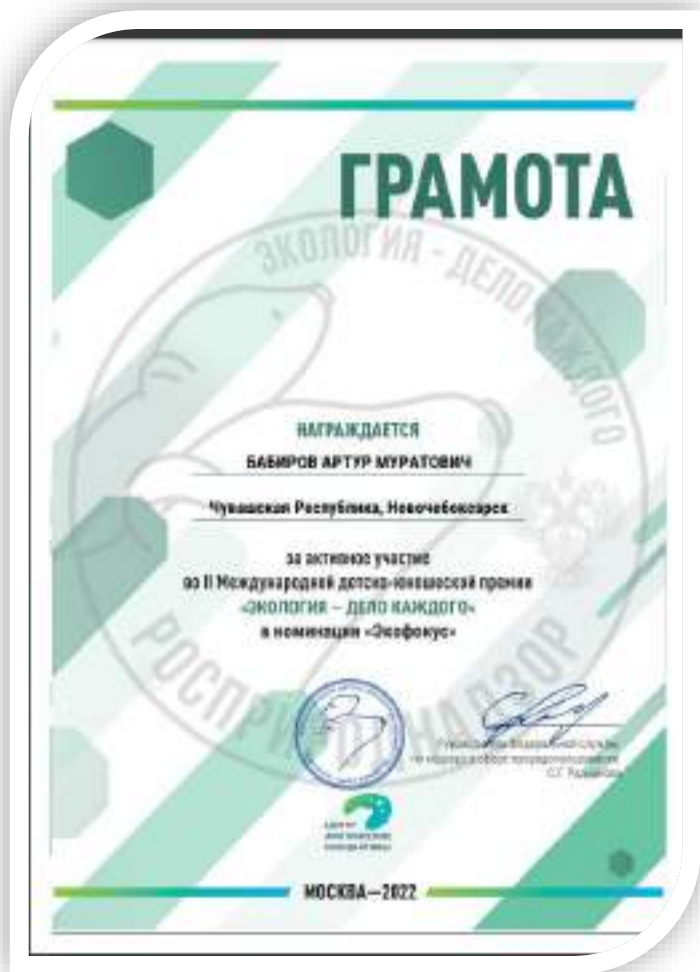 ГРАМОТА
ЭКОЛОГИЯ - ДЕЛО КАЖДОГО
НАГРАЖДАЕТСЯ
БАБИРОВ АРТУР МУРАТОВИЧ
Чувашская Республика, Новочебоксарск
за активное участие
во II Международной детско-юношеской премии
«ЭКОЛОГИЯ – ДЕЛО КАЖДОГО»
в номинации «Экофокус»
РОСПРИРОДНАДЗОР
МОСКВА—2022